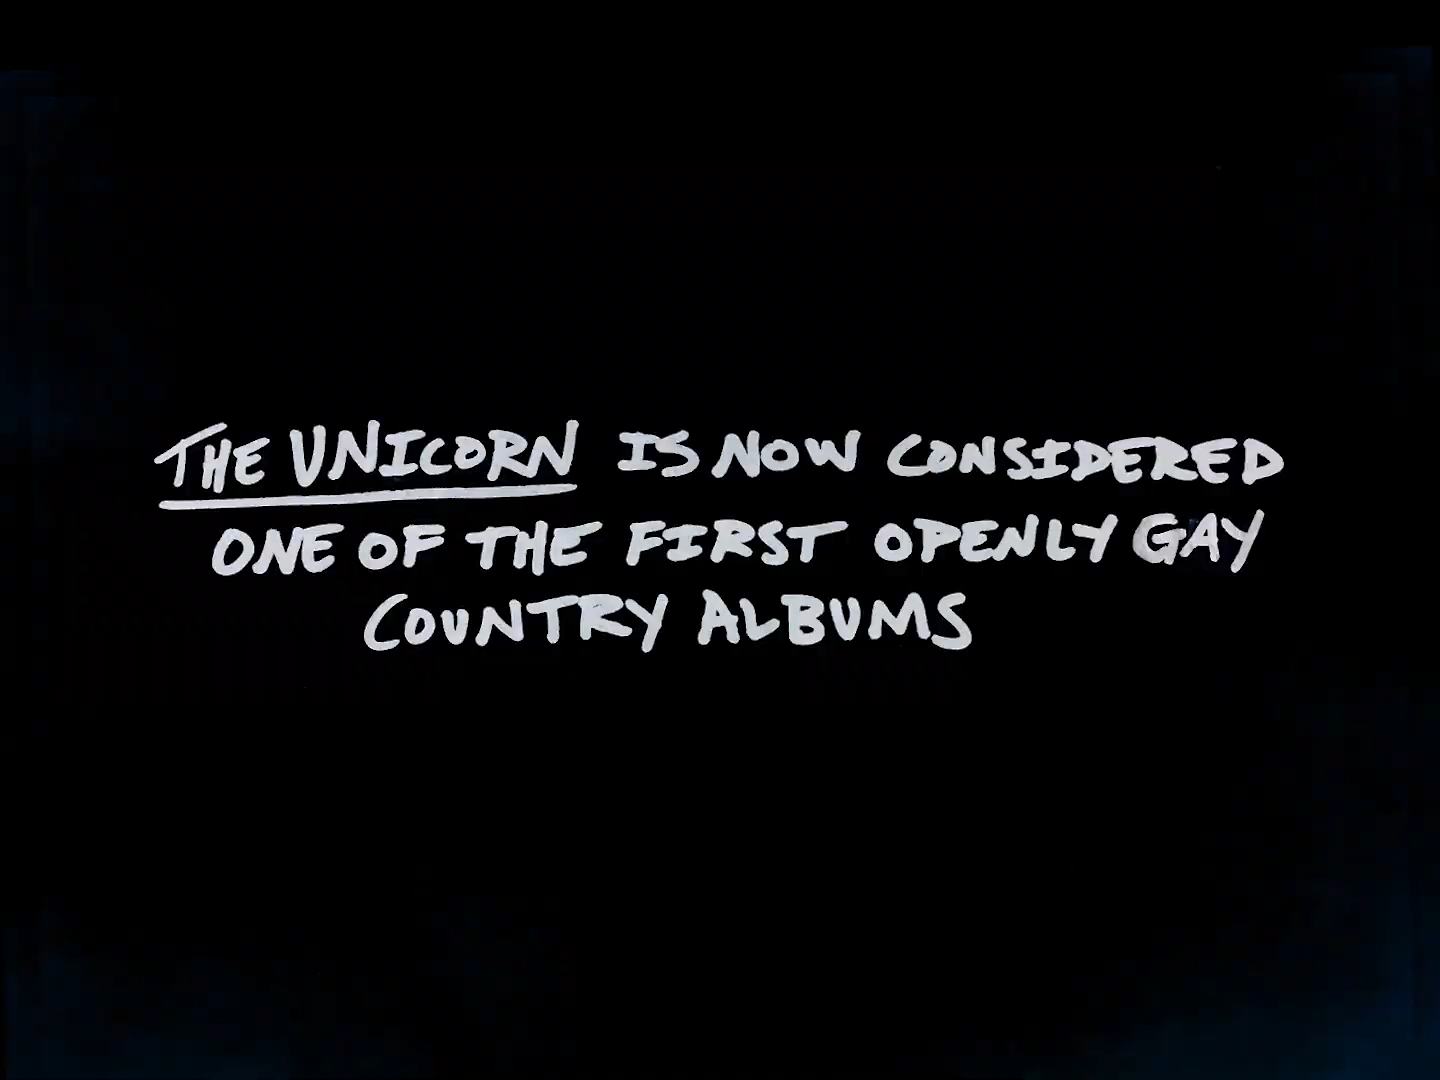 THE UNICORN IS NOW CONSIDERED
ONE OF THE FIRST OPENLY GAY
COUNTRY ALBUMS